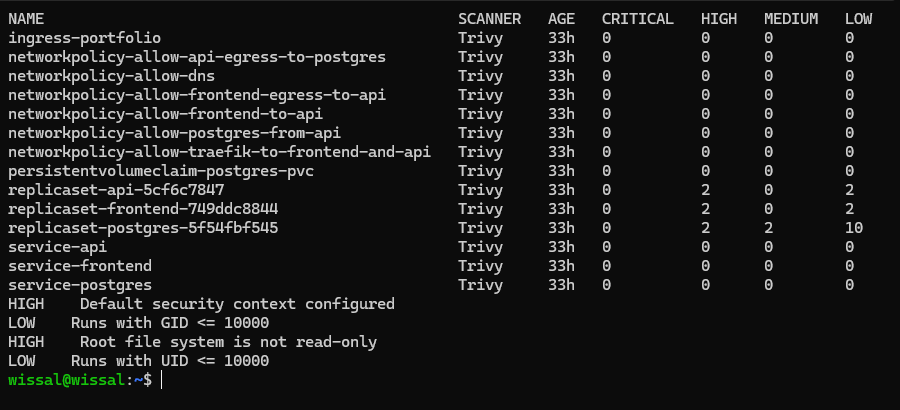 NAME SCANNER AGE CRITICAL HIGH MEDIUM LOW
ingress-portfolio Trivy 33h 0 0 0 0
networkpolicy-allow-api-egress-to-postgres Trivy 33h 0 0 0 0
networkpolicy-allow-dns Trivy 33h 0 0 0 0
networkpolicy-allow-frontend-egress-to-api Trivy 33h 0 0 0 0
networkpolicy-allow-frontend-to-api Trivy 33h 0 0 0 0
networkpolicy-allow-postgres-from-api Trivy 33h 0 0 0 0
networkpolicy-allow-traefik-to-frontend-and-api Trivy 33h 0 0 0 0
persistentvolumeclaim-postgres-pvc Trivy 33h 0 0 0 0
replicaset-api-5cf6c7847 Trivy 33h 0 2 0 2
replicaset-frontend-749ddc8844 Trivy 33h 0 2 0 2
replicaset-postgres-5f54fbf545 Trivy 33h 0 2 2 10
service-api Trivy 33h 0 0 0 0
service-frontend Trivy 33h 0 0 0 0
service-postgres Trivy 33h 0 0 0 0
HIGH Default security context configured
LOW Runs with GID <= 10000
HIGH Root file system is not read-only
LOW Runs with UID <= 10000
wissal@wissal:~$